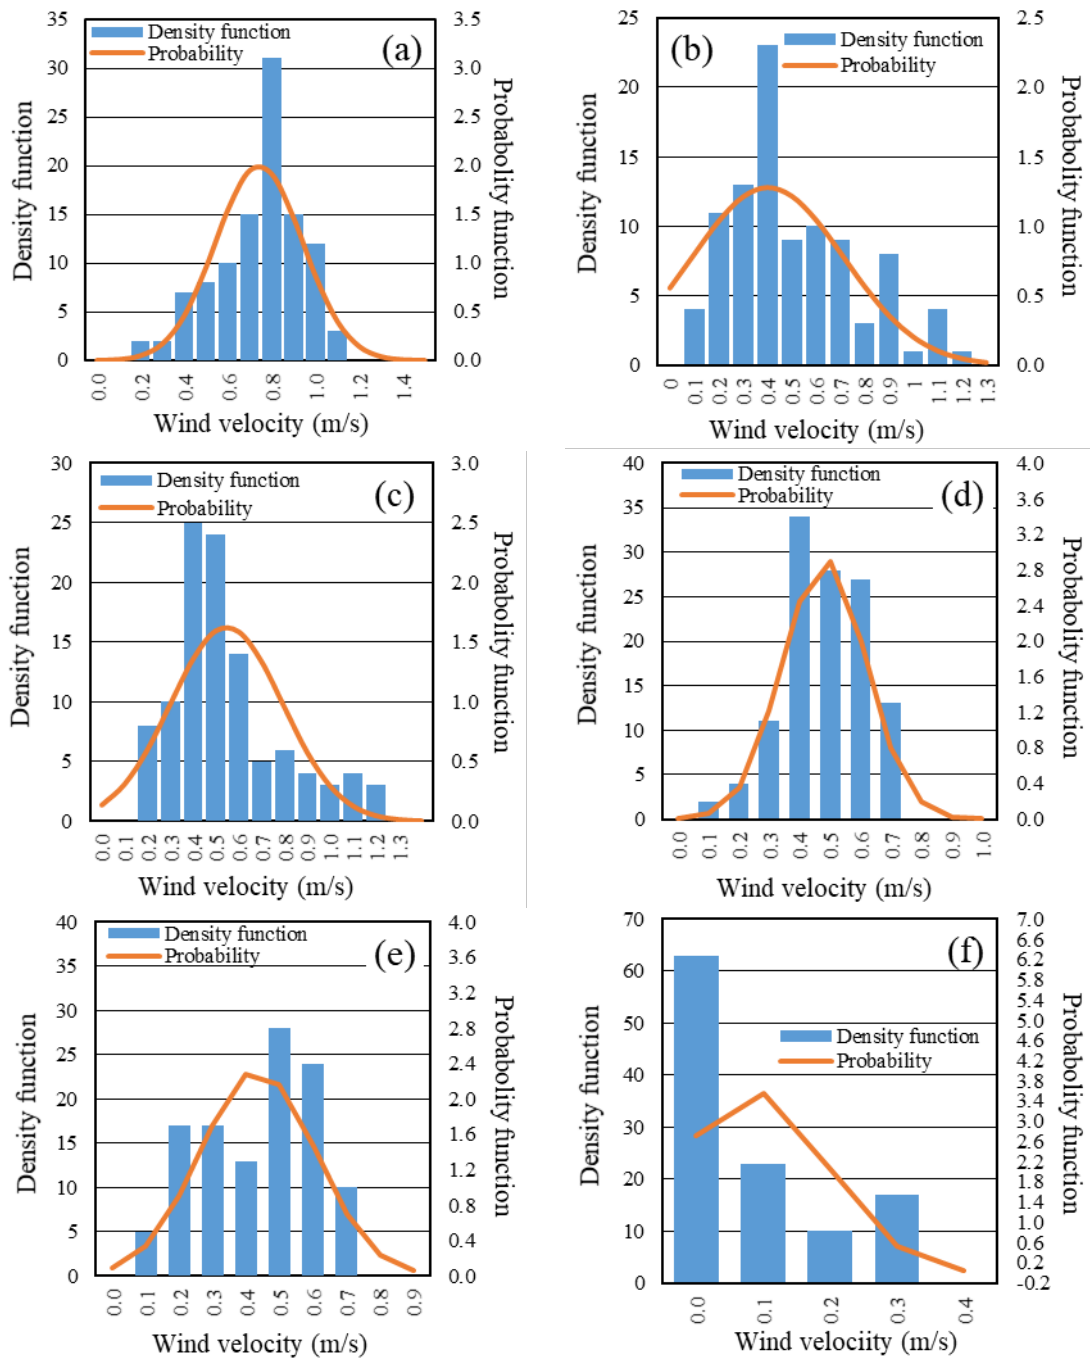 35
30
25
20
15
10
5
0
Density function
Density function
Probability
(a)
3.5
3.0
2.5
2.0
1.5
1.0
0.5
0.0
Probabolity function
0.0 0.2 0.4 0.6 0.8 1.0 1.2 1.4
Wind velocity (m/s)
25
20
15
10
5
0
Density function
(b)
Density function
Probability
2.5
2.0
1.5
1.0
0.5
0.0
Probabolity function
0 0.1 0.2 0.3 0.4 0.5 0.6 0.7 0.8 0.9 1 1.1 1.2 1.3
Wind velocity (m/s)
30
25
20
15
10
5
0
Density function
Density function
Probability
(c)
3.0
2.5
2.0
1.5
1.0
0.5
0.0
Probabolity function
0.0 0.1 0.2 0.3 0.4 0.5 0.6 0.7 0.8 0.9 1.0 1.1 1.2 1.3
Wind velocity (m/s)
40
35
30
25
20
15
10
5
0
Density function
Density function
Probability
(d)
4.0
3.6
3.2
2.8
2.4
2.0
1.6
1.2
0.8
0.4
0.0
Probabolity function
0.0 0.1 0.2 0.3 0.4 0.5 0.6 0.7 0.8 0.9 1.0
Wind velocity (m/s)
40
35
30
25
20
15
10
5
0
Density function
Density function
Probability
(e)
4.0
3.6
3.2
2.8
2.4
2.0
1.6
1.2
0.8
0.4
0.0
Probabolity function
0.0 0.1 0.2 0.3 0.4 0.5 0.6 0.7 0.8 0.9
Wind velocity (m/s)
70
60
50
40
30
20
10
0
Density function
(f)
Density function
Probability
7.0
6.6
6.2
5.8
5.4
5.0
4.6
4.2
3.8
3.4
3.0
2.6
2.2
1.8
1.4
1.0
0.6
0.2
-0.2
Probabolity function
0.0 0.1 0.2 0.3 0.4
Wind velociity (m/s)